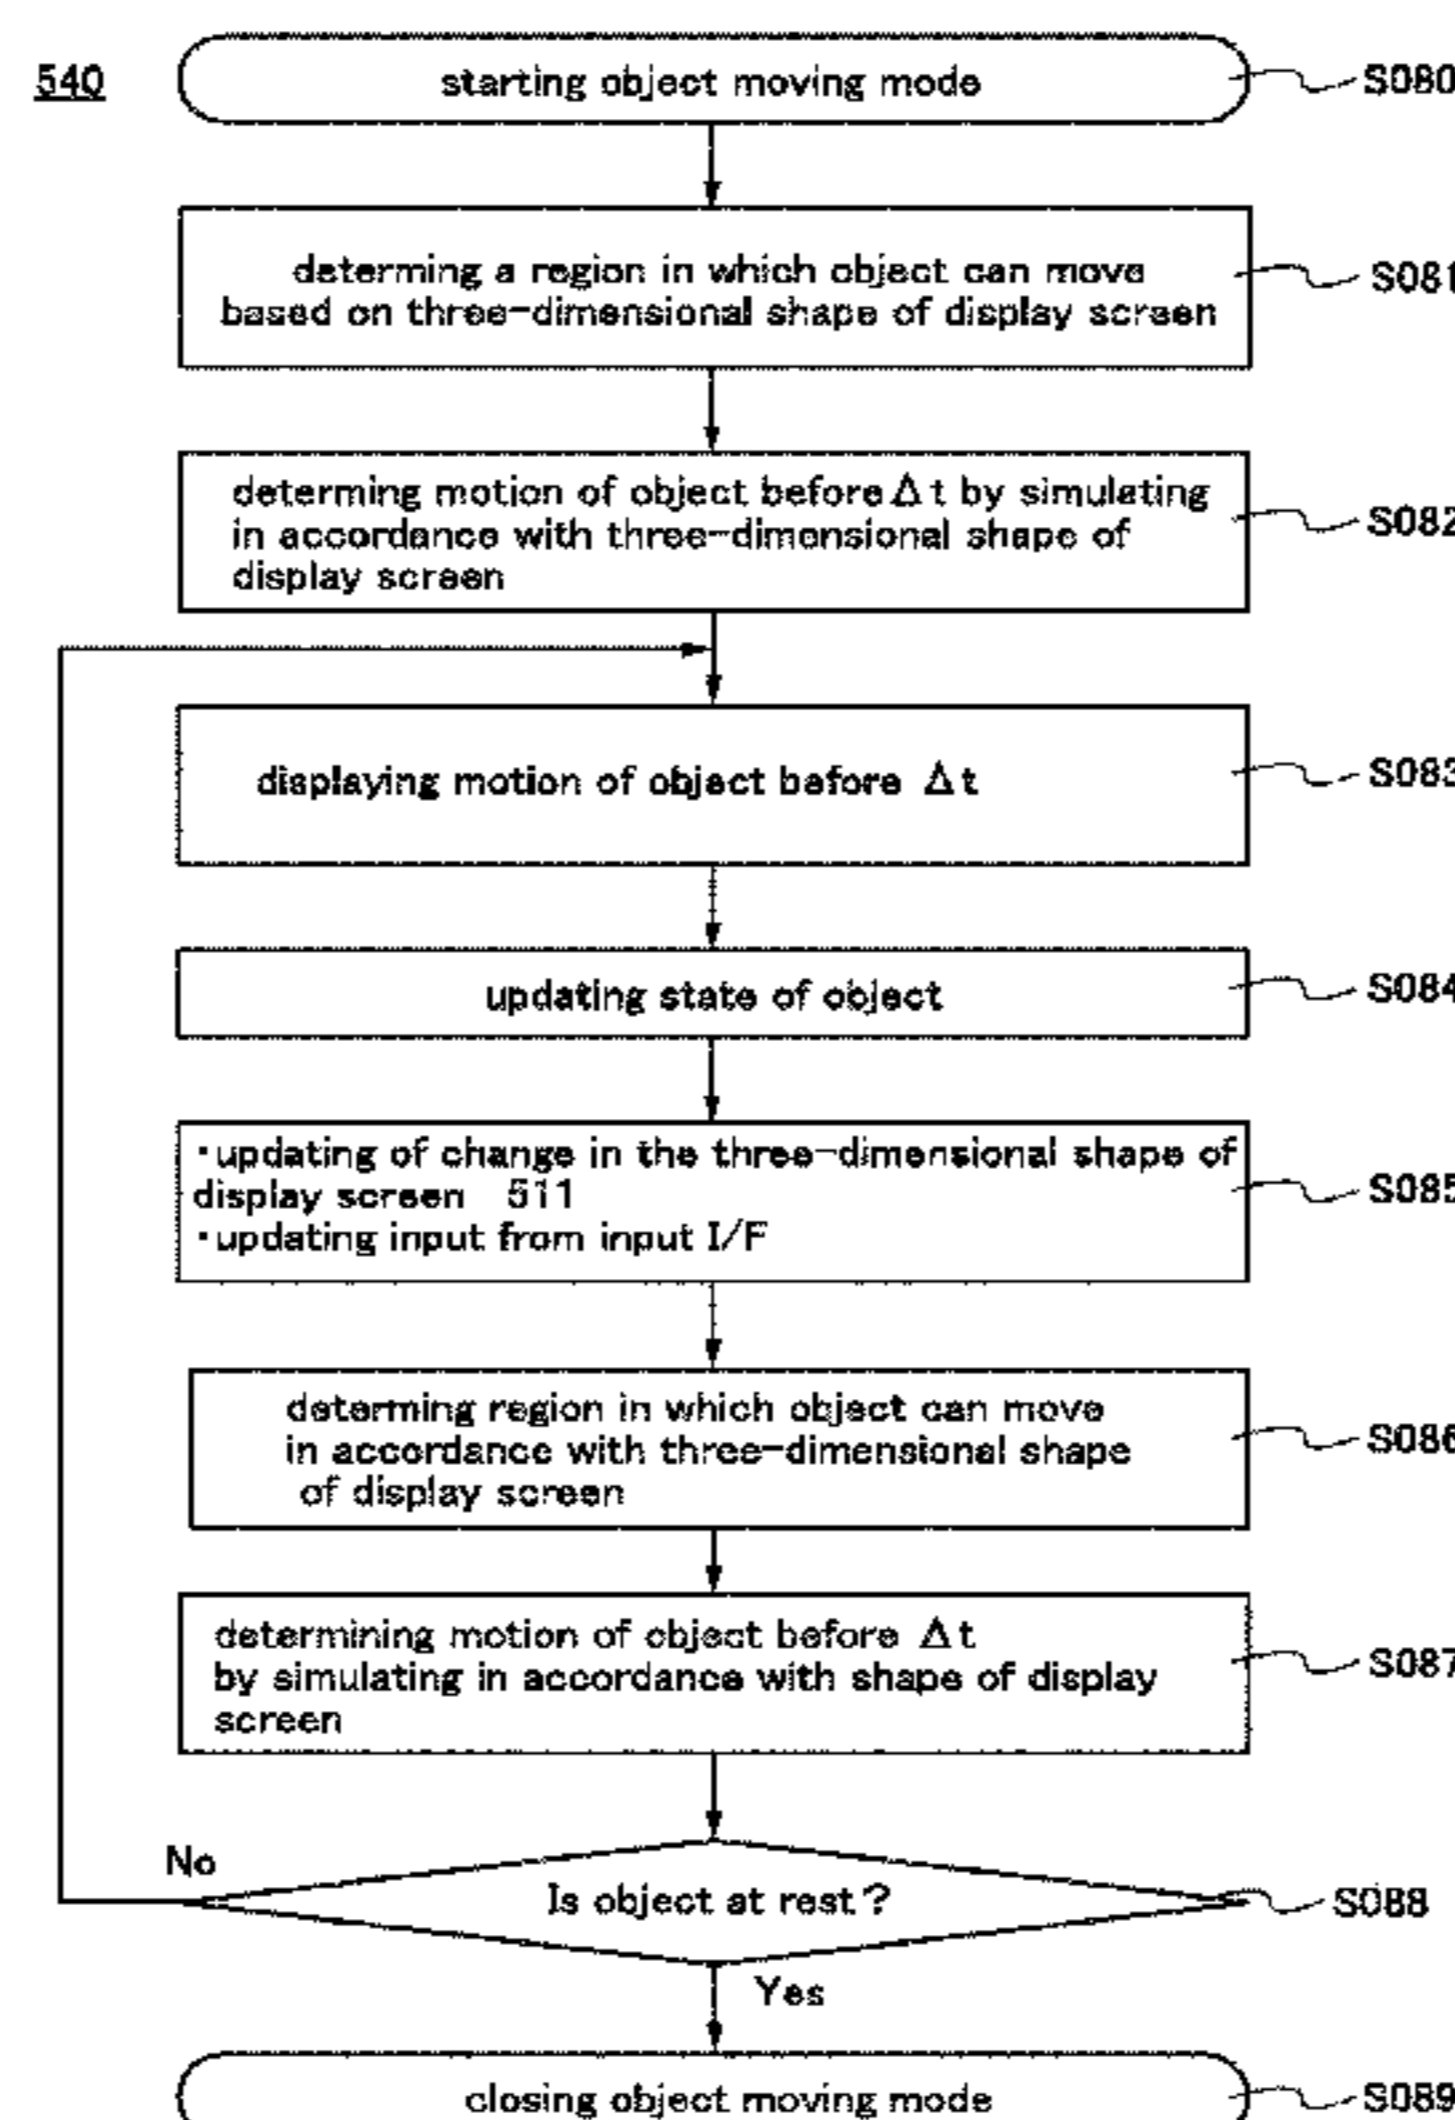 540
starting object moving mode
S080
determing a region in which object can move
based on three-dimensional shape of display screen
S081
determing motion of object before Δt by simulating
in accordance with three-dimensional shape of
display screen
S082
displaying motion of object before Δt
S083
updating state of object
S084
・updating of change in the three-dimensional shape of
display screen 511
・updating input from input I/F
S085
determing region in which object can move
in accordance with three-dimensional shape
of display screen
S086
determining motion of object before Δt
by simulating in accordance with shape of display
screen
S087
No
Is object at rest?
S088
Yes
closing object moving mode
S089